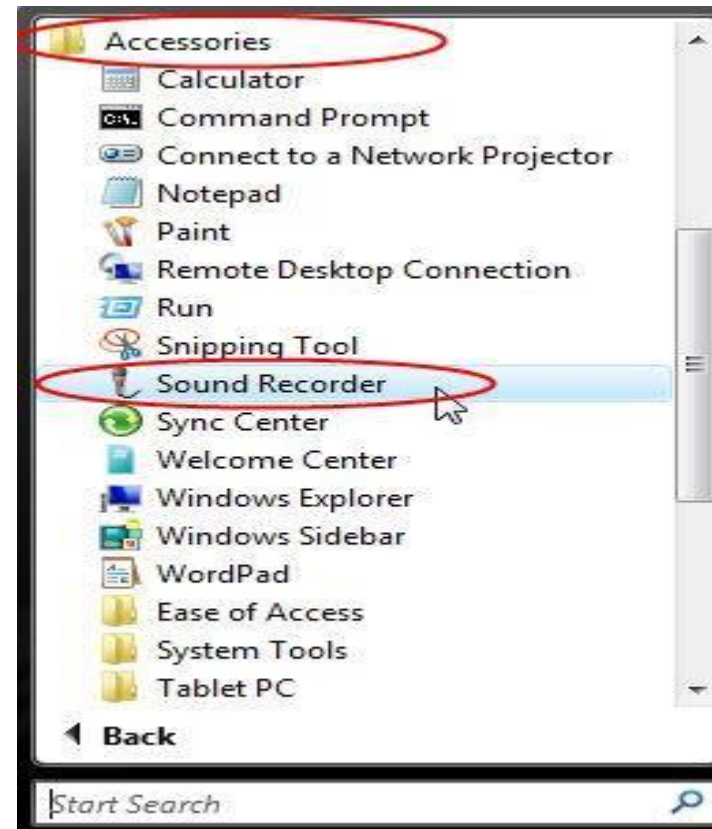 Accessories
Calculator
C:\.
Command Prompt
Connect to a Network Projector
Notepad
Paint
Remote Desktop Connection
Run
Snipping Tool
Sound Recorder
Sync Center
Welcome Center
Windows Explorer
Windows Sidebar
WordPad
Ease of Access
System Tools
Tablet PC
Back
Start Search